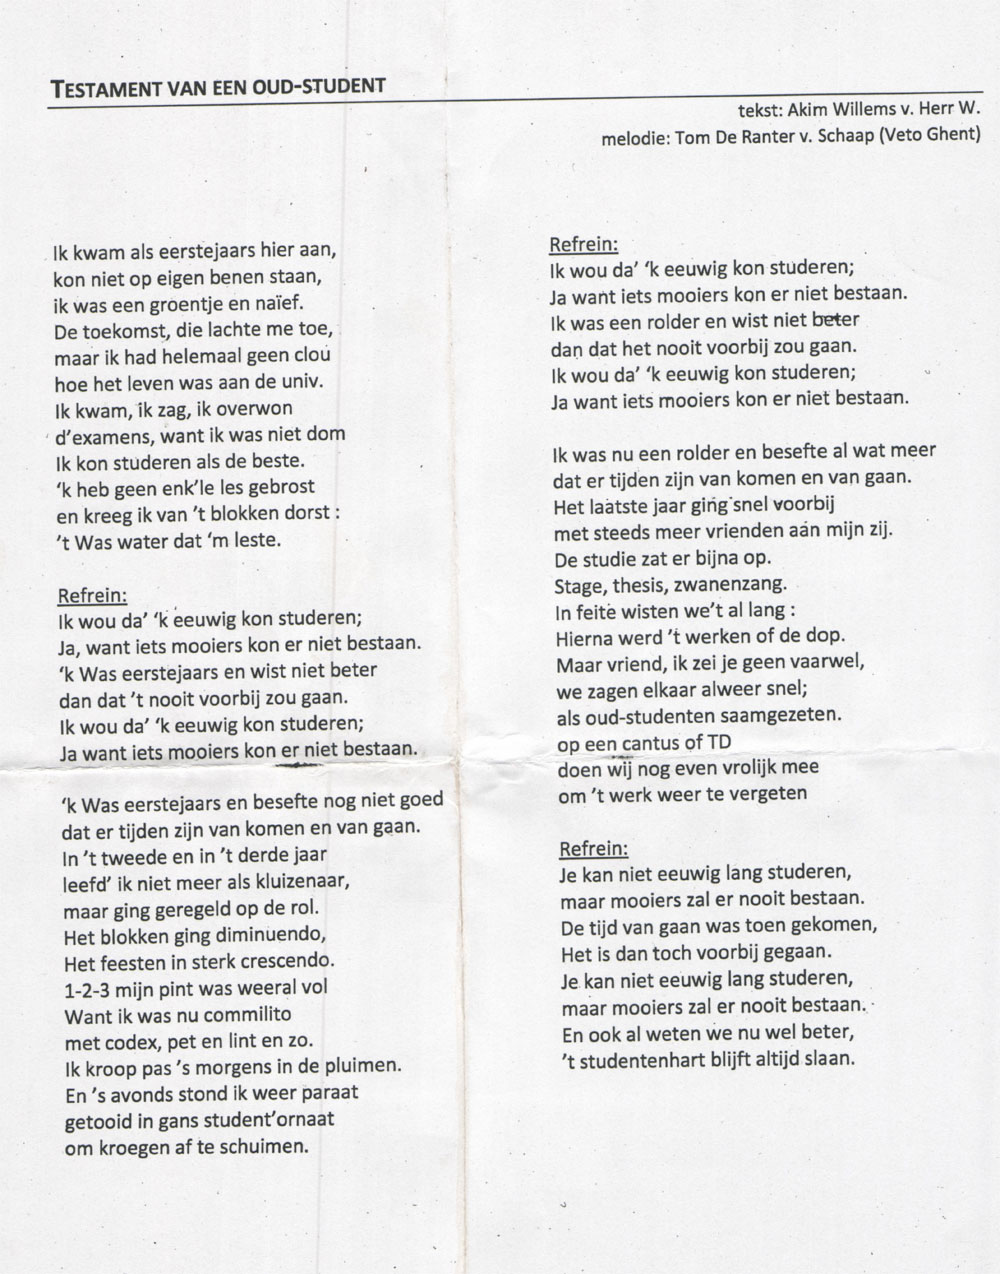 TESTAMENT VAN EEN OUD-STUDENT
tekst: Akim Willems v. Herr W.
melodie: Tom De Ranter v. Schaap (Veto Ghent)
Ik kwam als eerstejaars hier aan,
kon niet op eigen benen staan,
ik was een groentje en naïef.
De toekomst, die lachte me toe,
maar ik had helemaal geen clou
hoe het leven was aan de univ.
Ik kwam, ik zag, ik overwon
d’examens, want ik was niet dom
Ik kon studeren als de beste.
‘k heb geen enk’le les gebrost
en kreeg ik van ’t blokken dorst :
’t Was water dat ‘m leste.
Refrein:
Ik wou da’ ‘k eeuwig kon studeren;
Ja, want iets mooiers kon er niet bestaan.
‘k Was eerstejaars en wist niet beter
dan dat ’t nooit voorbij zou gaan.
Ik wou da’ ‘k eeuwig kon studeren;
Ja want iets mooiers kon er niet bestaan.
‘k Was eerstejaars en besefte nog niet goed
dat er tijden zijn van komen en van gaan.
In ’t tweede en in ’t derde jaar
leefd’ ik niet meer als kluizenaar,
maar ging geregeld op de rol.
Het blokken ging diminuendo,
Het feesten in sterk crescendo.
1-2-3 mijn pint was weeral vol
Want ik was nu commilito
met codex, pet en lint en zo.
Ik kroop pas ’s morgens in de pluimen.
En ’s avonds stond ik weer paraat
getooid in gans student’ornaat
om kroegen af te schuimen.
Refrein:
Ik wou da’ ‘k eeuwig kon studeren;
Ja want iets mooiers kon er niet bestaan.
Ik was een rolder en wist niet beter
dan dat het nooit voorbij zou gaan.
Ik wou da’ ‘k eeuwig kon studeren;
Ja want iets mooiers kon er niet bestaan.
Ik was nu een rolder en besefte al wat meer
dat er tijden zijn van komen en van gaan.
Het laatste jaar ging snel voorbij
met steeds meer vrienden aan mijn zij.
De studie zat er bijna op.
Stage, thesis, zwanenzang.
In feite wisten we’t al lang :
Hierna werd ’t werken of de dop.
Maar vriend, ik zei je geen vaarwel,
we zagen elkaar alweer snel;
als oud-studenten saamgezeten.
op een cantus of TD
doen wij nog even vrolijk mee
om ’t werk weer te vergeten
Refrein:
Je kan niet eeuwig lang studeren,
maar mooiers zal er nooit bestaan.
De tijd van gaan was toen gekomen,
Het is dan toch voorbij gegaan.
Je kan niet eeuwig lang studeren,
maar mooiers zal er nooit bestaan.
En ook al weten we nu wel beter,
’t studentenhart blijft altijd slaan.